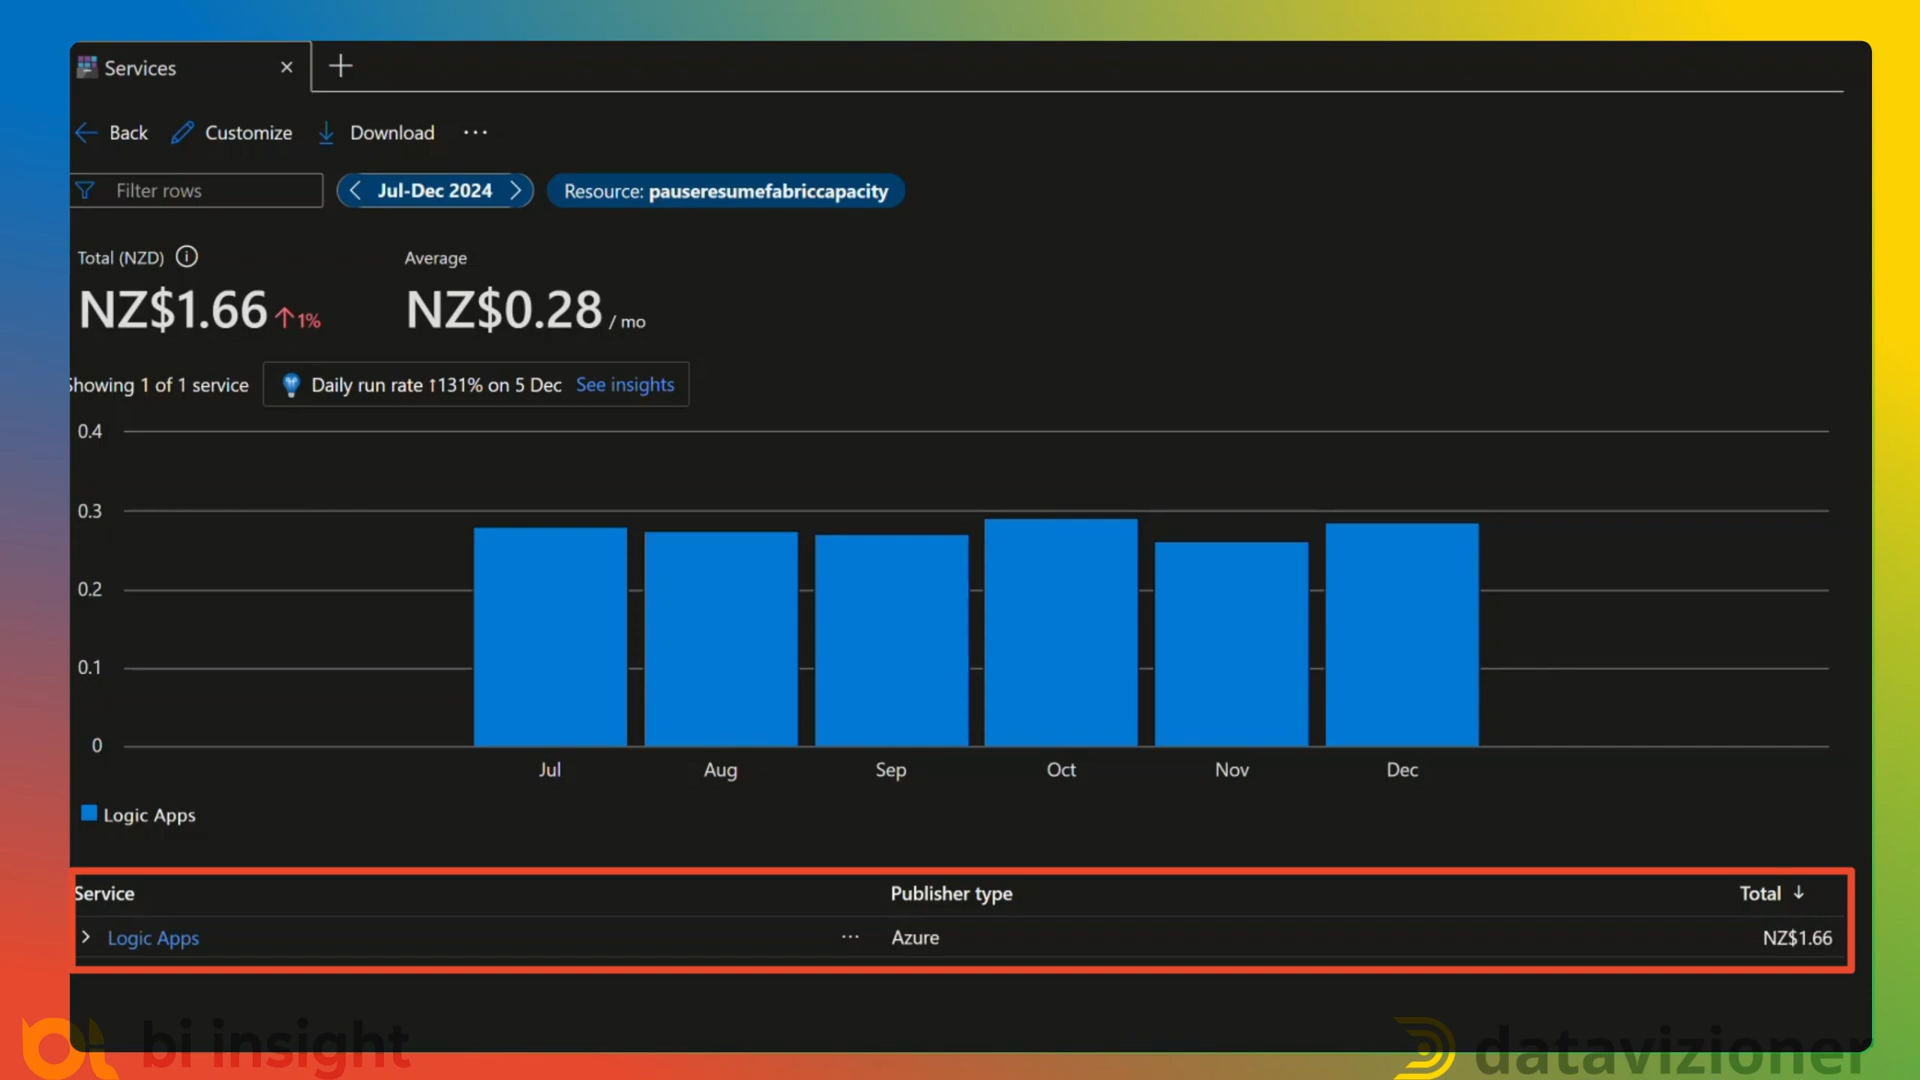 Services
Back Customize Download ...
Filter rows Jul-Dec 2024 Resource: pauseresumefabriccapacity
Total (NZD) Average
NZ$1.66 ↑1% NZ$0.28 / mo
Showing 1 of 1 service Daily run rate ↑131% on 5 Dec See insights
0.4
0.3
0.2
0.1
0
Jul Aug Sep Oct Nov Dec
Logic Apps
Service Publisher type Total ↓
Logic Apps ... Azure NZ$1.66
bi insight datavizioner